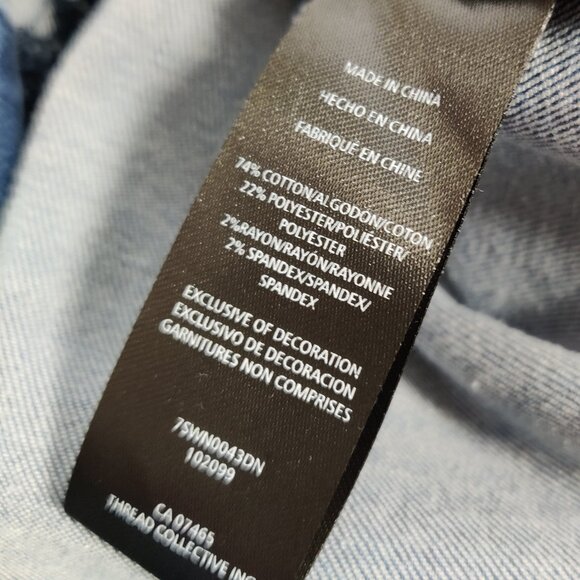 MADE IN CHINA
HECHO EN CHINA
FABRIQUÉ EN CHINE
74% COTTON/ALGODON/COTON
22% POLYESTER/POLIÉSTER/
POLYESTER
2%RAYON/RAYÓN/RAYONNE
2% SPANDEX/SPANDEX/
SPANDEX
EXCLUSIVE OF DECORATION
EXCLUSIVO DE DECORACION
GARNITURES NON COMPRISES
7SWN0043DN
102099
CA 07465
THREAD COLLECTIVE INC